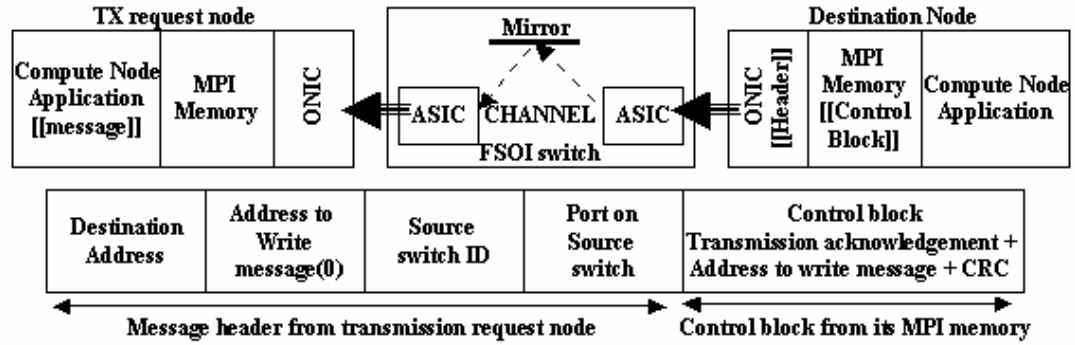 TX request node
Mirror
Destination Node
Compute Node
Application
[[message]]
MPI
Memory
ONIC
ASIC
CHANNEL
ASIC
FSOI switch
ONIC
[[Header]]
MPI
Memory
[[Control
Block]]
Compute Node
Application
Destination
Address
Address to
Write
message(0)
Source
switch ID
Port on
Source
switch
Control block
Transmission acknowledgement +
Address to write message + CRC
Message header from transmission request node
Control block from its MPI memory